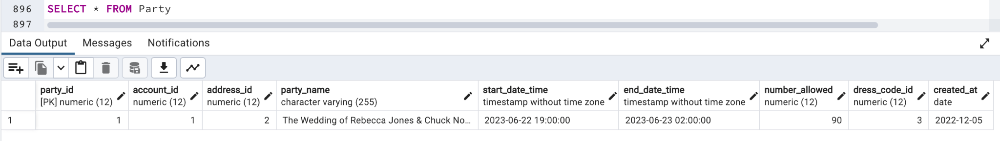 896 SELECT * FROM Party
897
Data Output Messages Notifications
party_id account_id address_id party_name start_date_time end_date_time number_allowed dress_code_id created_at
[PK] numeric (12) numeric (12) numeric (12) character varying (255) timestamp without time zone timestamp without time zone numeric (12) numeric (12) date
1 1 1 2 The Wedding of Rebecca Jones & Chuck No... 2023-06-22 19:00:00 2023-06-23 02:00:00 90 3 2022-12-05